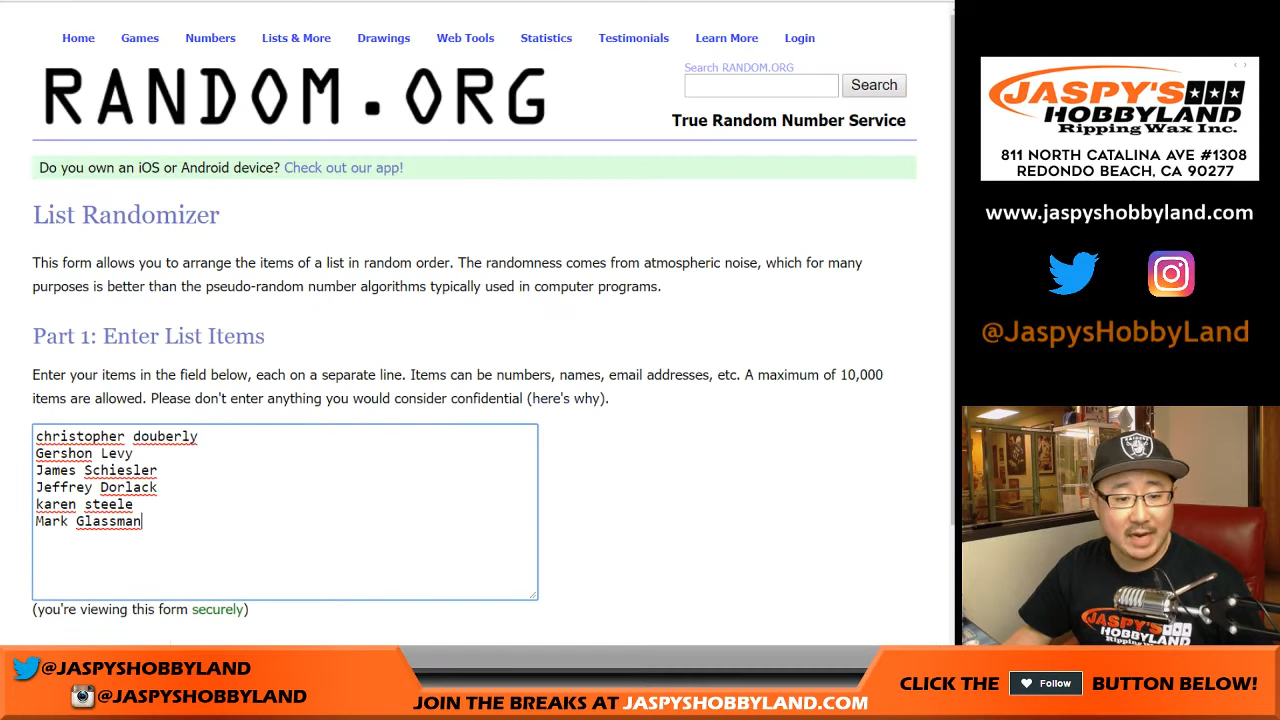 Home Games Numbers Lists & More Drawings Web Tools Statistics Testimonials Learn More Login
RANDOM.ORG
Search RANDOM.ORG
Search
True Random Number Service
Do you own an iOS or Android device? Check out our app!
List Randomizer
This form allows you to arrange the items of a list in random order. The randomness comes from atmospheric noise, which for many
purposes is better than the pseudo-random number algorithms typically used in computer programs.
Part 1: Enter List Items
Enter your items in the field below, each on a separate line. Items can be numbers, names, email addresses, etc. A maximum of 10,000
items are allowed. Please don't enter anything you would consider confidential (here's why).
christopher douberly
Gershon Levy
James Schiesler
Jeffrey Dorlack
karen steele
Mark Glassman
(you're viewing this form securely)
JASPY'S
HOBBYLAND
Ripping Wax Inc.
811 NORTH CATALINA AVE #1308
REDONDO BEACH, CA 90277
www.jaspyshobbyland.com
@JaspysHobbyLand
JASPY'S
HOBBYLAND
@JASPYSHOBBYLAND
@JASPYSHOBBYLAND
JOIN THE BREAKS AT JASPYSHOBBYLAND.COM
CLICK THE Follow BUTTON BELOW!